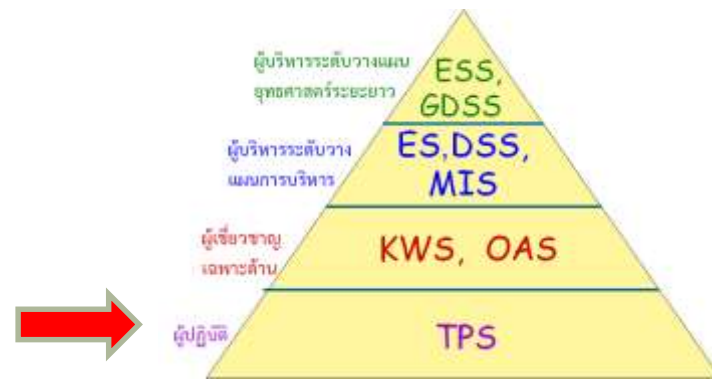 ผู้บริหารระดับวางแผน
ยุทธศาสตร์ระยะยาว
ESS,
GDSS
ผู้บริหารระดับวาง
แผนการบริหาร
ES,DSS,
MIS
ผู้เชี่ยวชาญ
เฉพาะด้าน
KWS, OAS
ผู้ปฏิบัติ
TPS